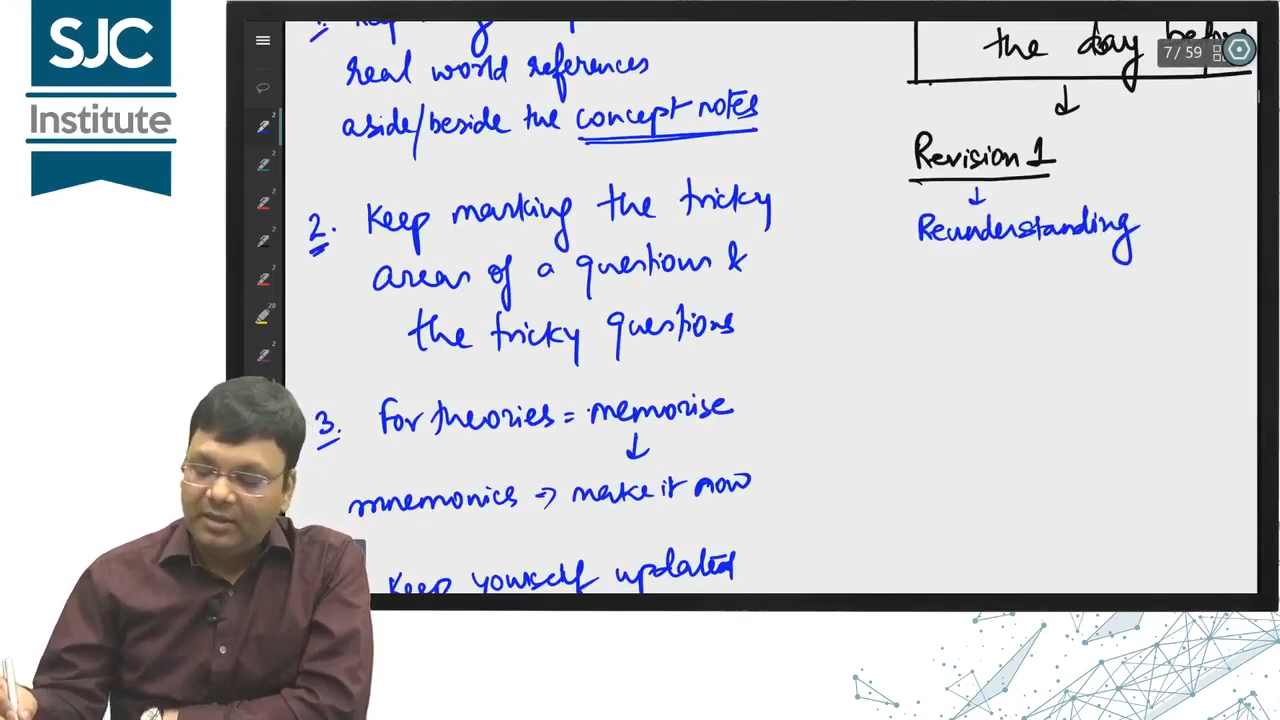 SJC
Institute
real world references
aside/beside the concept notes
2. Keep marking the tricky
areas of a questions &
the tricky questions
3. For theories = memorise
↓
mnemonics → make it now
Keep yourself updated
the day before
7 / 59
↓
Revision 1
↓
Reunderstanding